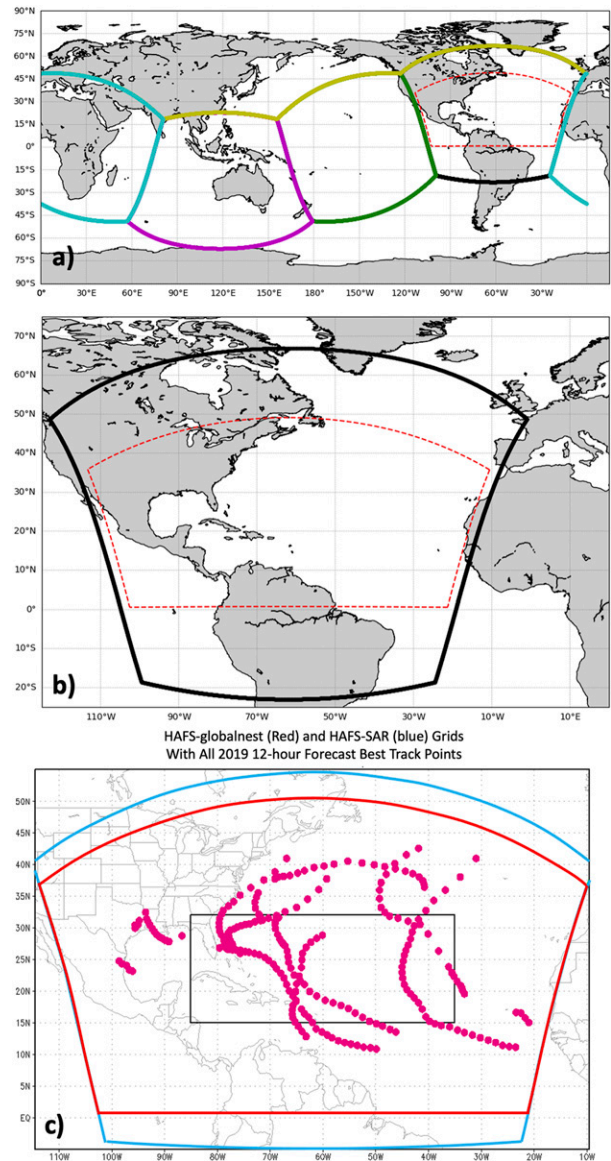 90°N
75°N
60°N
45°N
30°N
15°N
0°
15°S
30°S
45°S
60°S
75°S
90°S
a)
0° 30°E 60°E 90°E 120°E 150°E 180° 150°W 120°W 90°W 60°W 30°W
70°N
60°N
50°N
40°N
30°N
20°N
10°N
0°
10°S
20°S
b)
110°W 90°W 70°W 50°W 30°W 10°W 10°E
HAFS-globalnest (Red) and HAFS-SAR (blue) Grids
With All 2019 12-hour Forecast Best Track Points
50N
45N
40N
35N
30N
25N
20N
15N
10N
5N
EQ
c)
110W 100W 90W 80W 70W 60W 50W 40W 30W 20W 10W